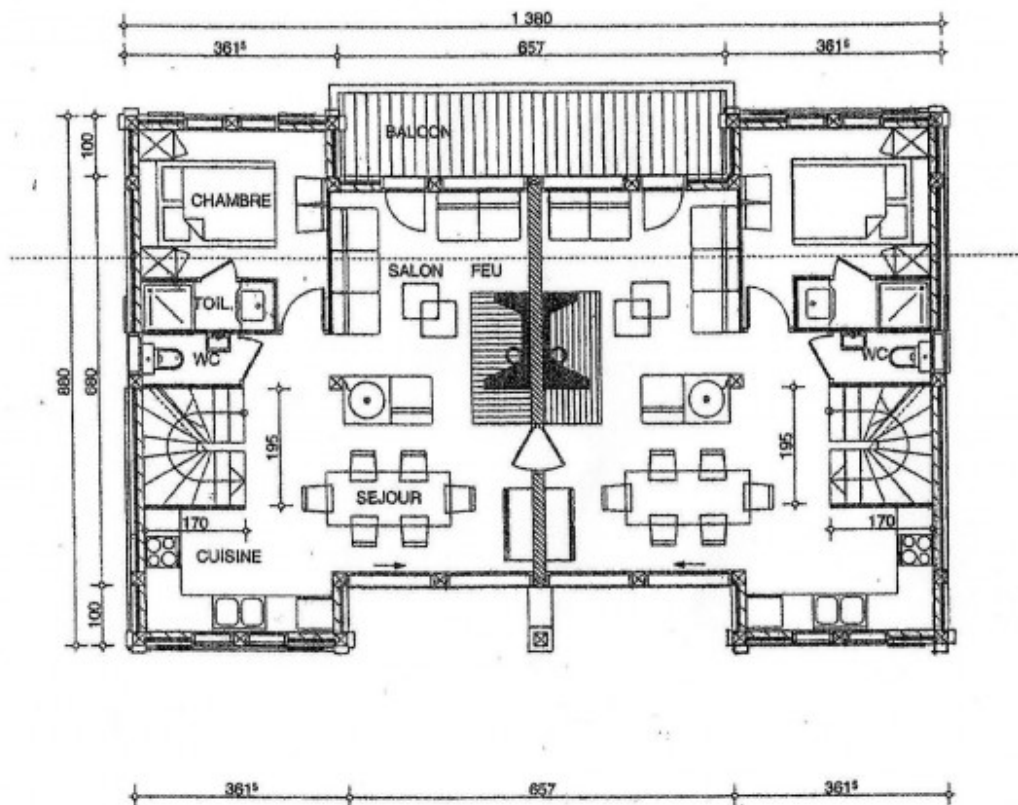 1 380
361⁵ 657 361⁵
BALCON
100
CHAMBRE
SALON FEU
TOIL.
WC WC
880
680
195 195
SEJOUR
170 170
CUISINE
100
361⁵ 657 361⁵